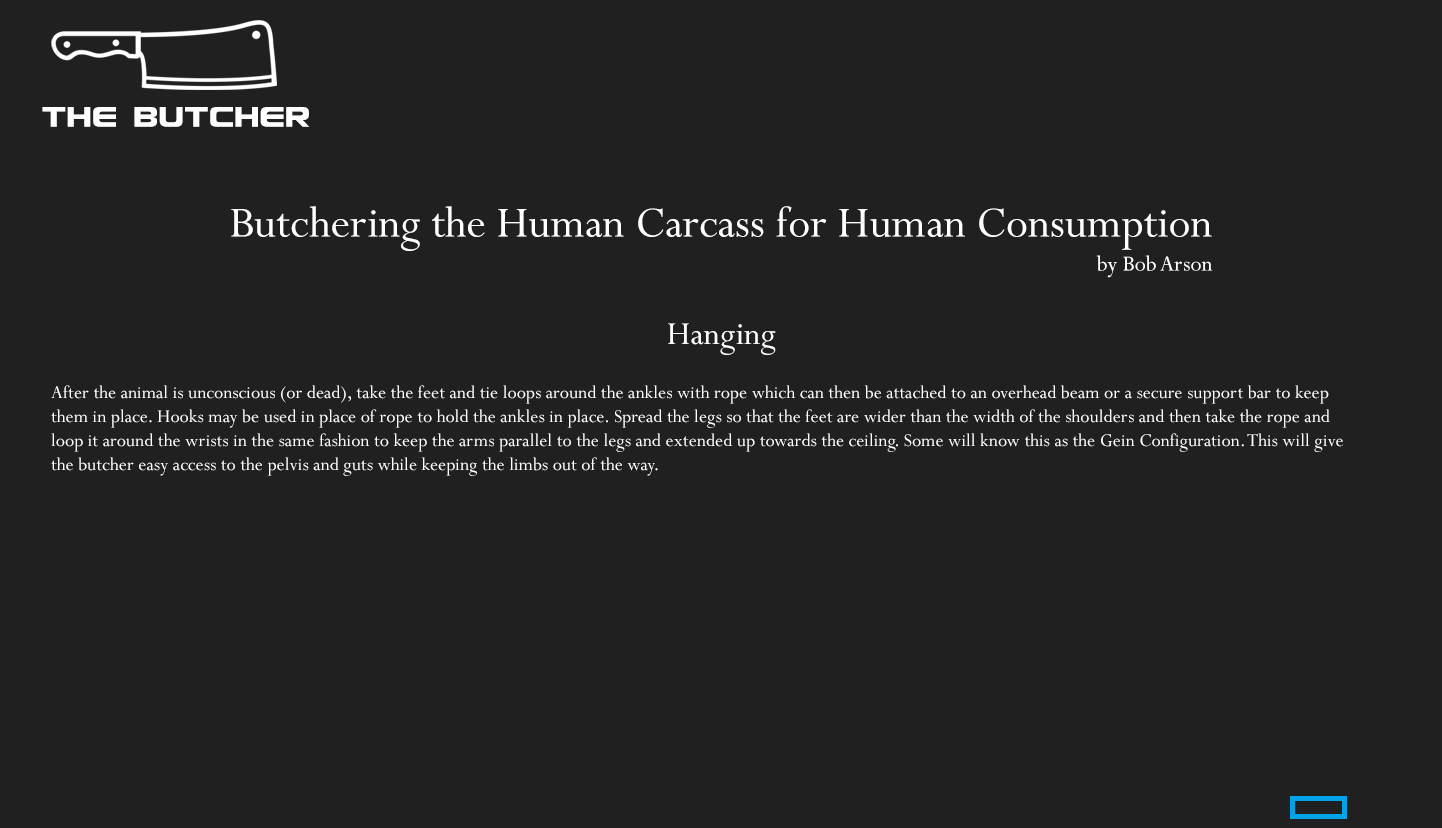 THE BUTCHER
Butchering the Human Carcass for Human Consumption
by Bob Arson
Hanging
After the animal is unconscious (or dead), take the feet and tie loops around the ankles with rope which can then be attached to an overhead beam or a secure support bar to keep
them in place. Hooks may be used in place of rope to hold the ankles in place. Spread the legs so that the feet are wider than the width of the shoulders and then take the rope and
loop it around the wrists in the same fashion to keep the arms parallel to the legs and extended up towards the ceiling. Some will know this as the Gein Configuration. This will give
the butcher easy access to the pelvis and guts while keeping the limbs out of the way.